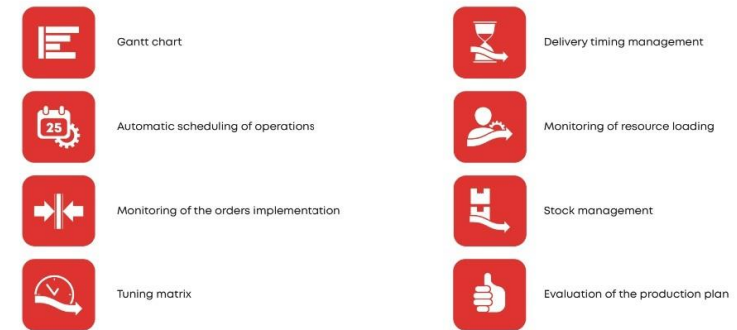 Gantt chart
Delivery timing management
25
Automatic scheduling of operations
Monitoring of resource loading
Monitoring of the orders implementation
Stock management
Tuning matrix
Evaluation of the production plan